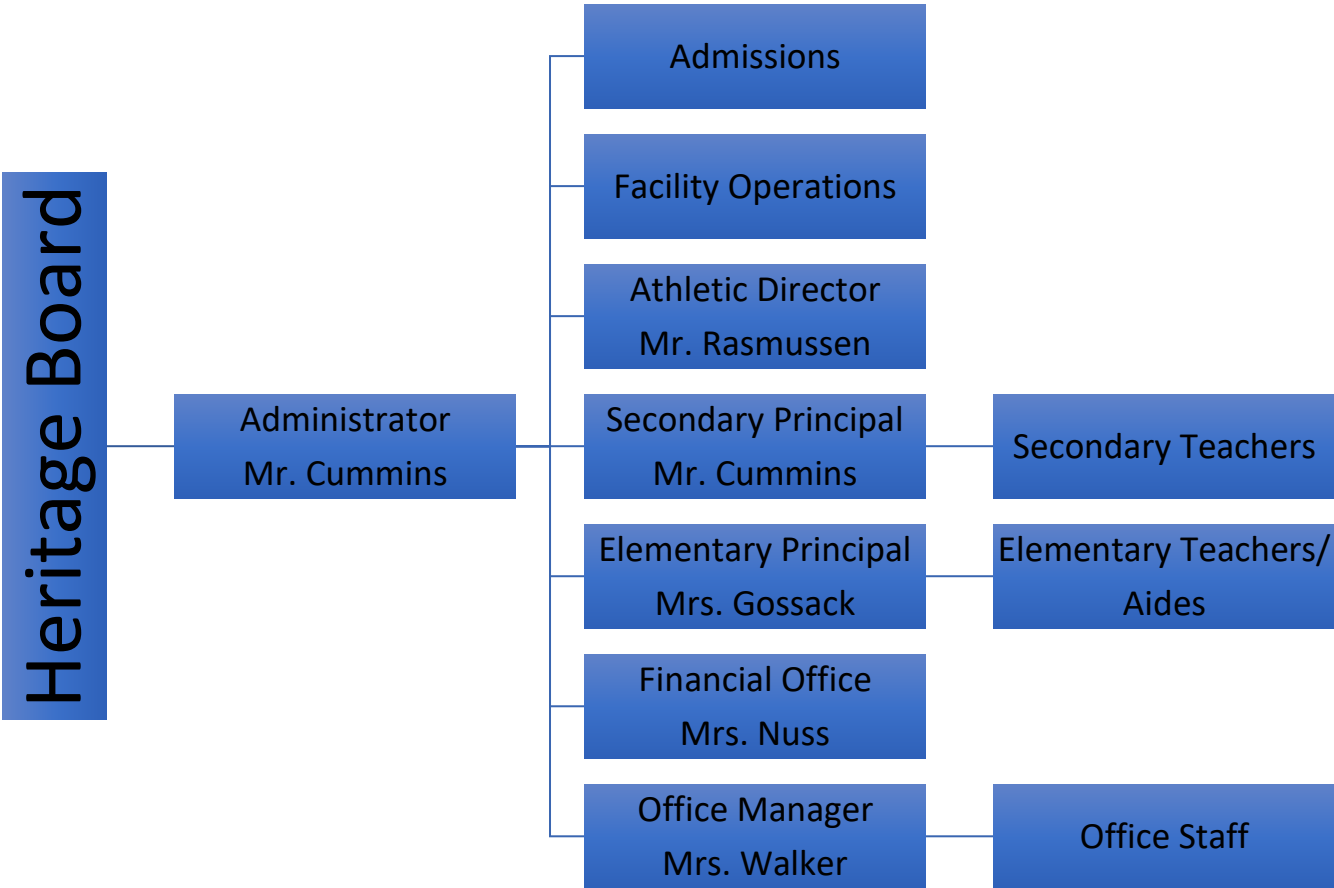 Heritage Board
Administrator
Mr. Cummins
Admissions
Facility Operations
Athletic Director
Mr. Rasmussen
Secondary Principal
Mr. Cummins
Secondary Teachers
Elementary Principal
Mrs. Gossack
Elementary Teachers/
Aides
Financial Office
Mrs. Nuss
Office Manager
Mrs. Walker
Office Staff